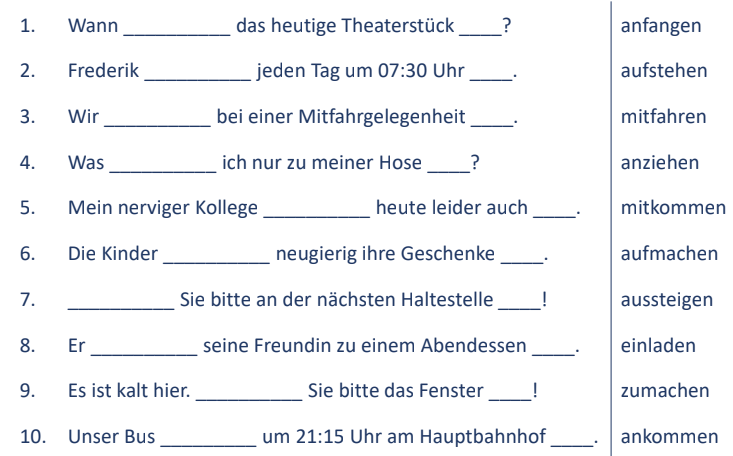 1. Wann __________ das heutige Theaterstück ____? anfangen
2. Frederik __________ jeden Tag um 07:30 Uhr ____. aufstehen
3. Wir __________ bei einer Mitfahrgelegenheit ____. mitfahren
4. Was __________ ich nur zu meiner Hose ____? anziehen
5. Mein nerviger Kollege __________ heute leider auch ____. mitkommen
6. Die Kinder __________ neugierig ihre Geschenke ____. aufmachen
7. __________ Sie bitte an der nächsten Haltestelle ____! aussteigen
8. Er __________ seine Freundin zu einem Abendessen ____. einladen
9. Es ist kalt hier. __________ Sie bitte das Fenster ____! zumachen
10. Unser Bus _________ um 21:15 Uhr am Hauptbahnhof ____. ankommen